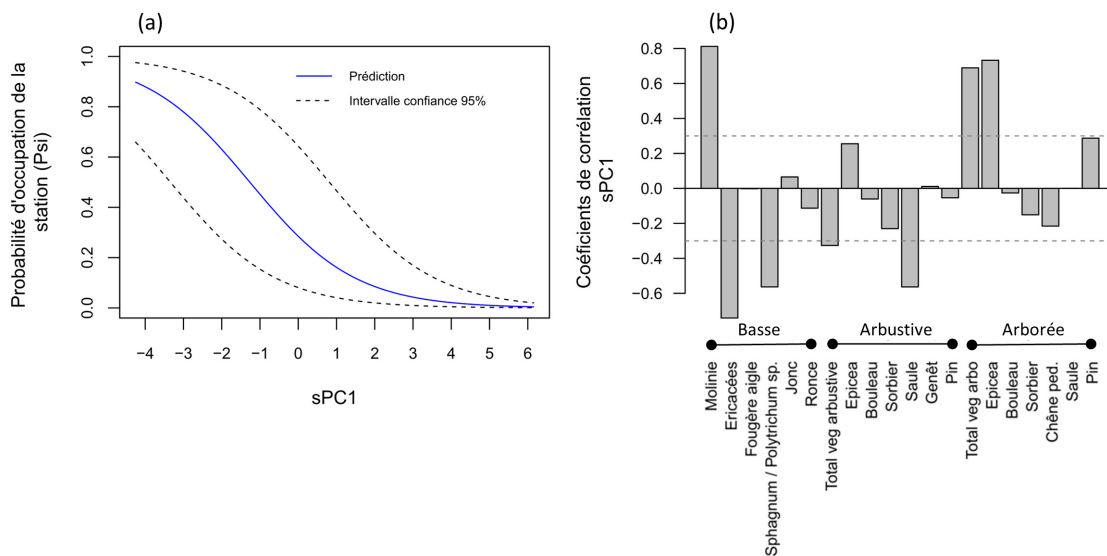 (a)
Probabilité d'occupation de la
station (Psi)
1.0
0.8
0.6
0.4
0.2
0.0
Prédiction
Intervalle confiance 95%
−4
−3
−2
−1
0
1
2
3
4
5
6
sPC1
(b)
Coéficients de corrélation
sPC1
0.8
0.6
0.4
0.2
0.0
−0.2
−0.4
−0.6
Basse
Arbustive
Arborée
Molinie
Ericacées
Fougère aigle
Sphagnum / Polytrichum sp.
Jonc
Ronce
Total veg arbustive
Epicea
Bouleau
Sorbier
Saule
Genêt
Pin
Total veg arbo
Epicea
Bouleau
Sorbier
Chêne ped.
Saule
Pin